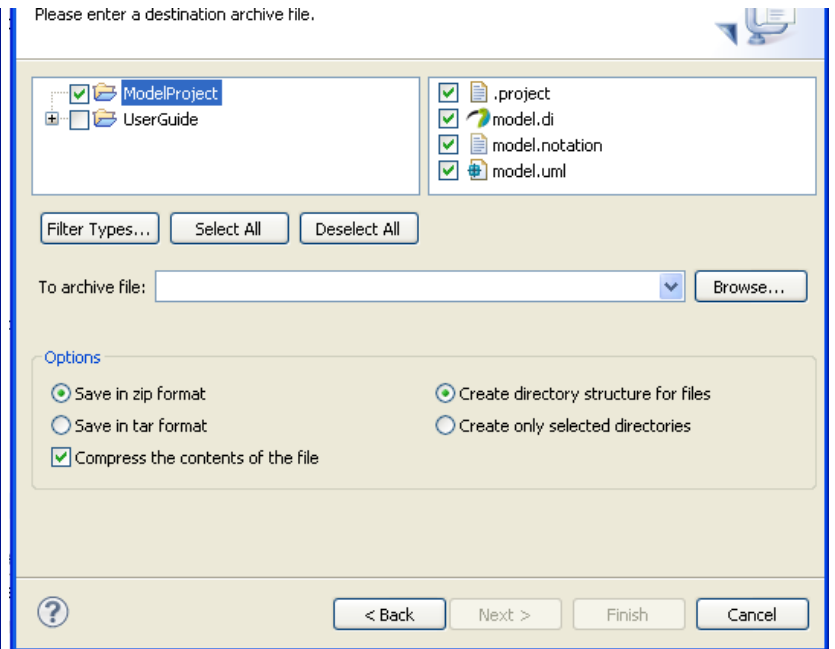 Please enter a destination archive file.
ModelProject
UserGuide
.project
model.di
model.notation
model.uml
Filter Types... Select All Deselect All
To archive file: Browse...
Options
Save in zip format Create directory structure for files
Save in tar format Create only selected directories
Compress the contents of the file
? < Back Next > Finish Cancel